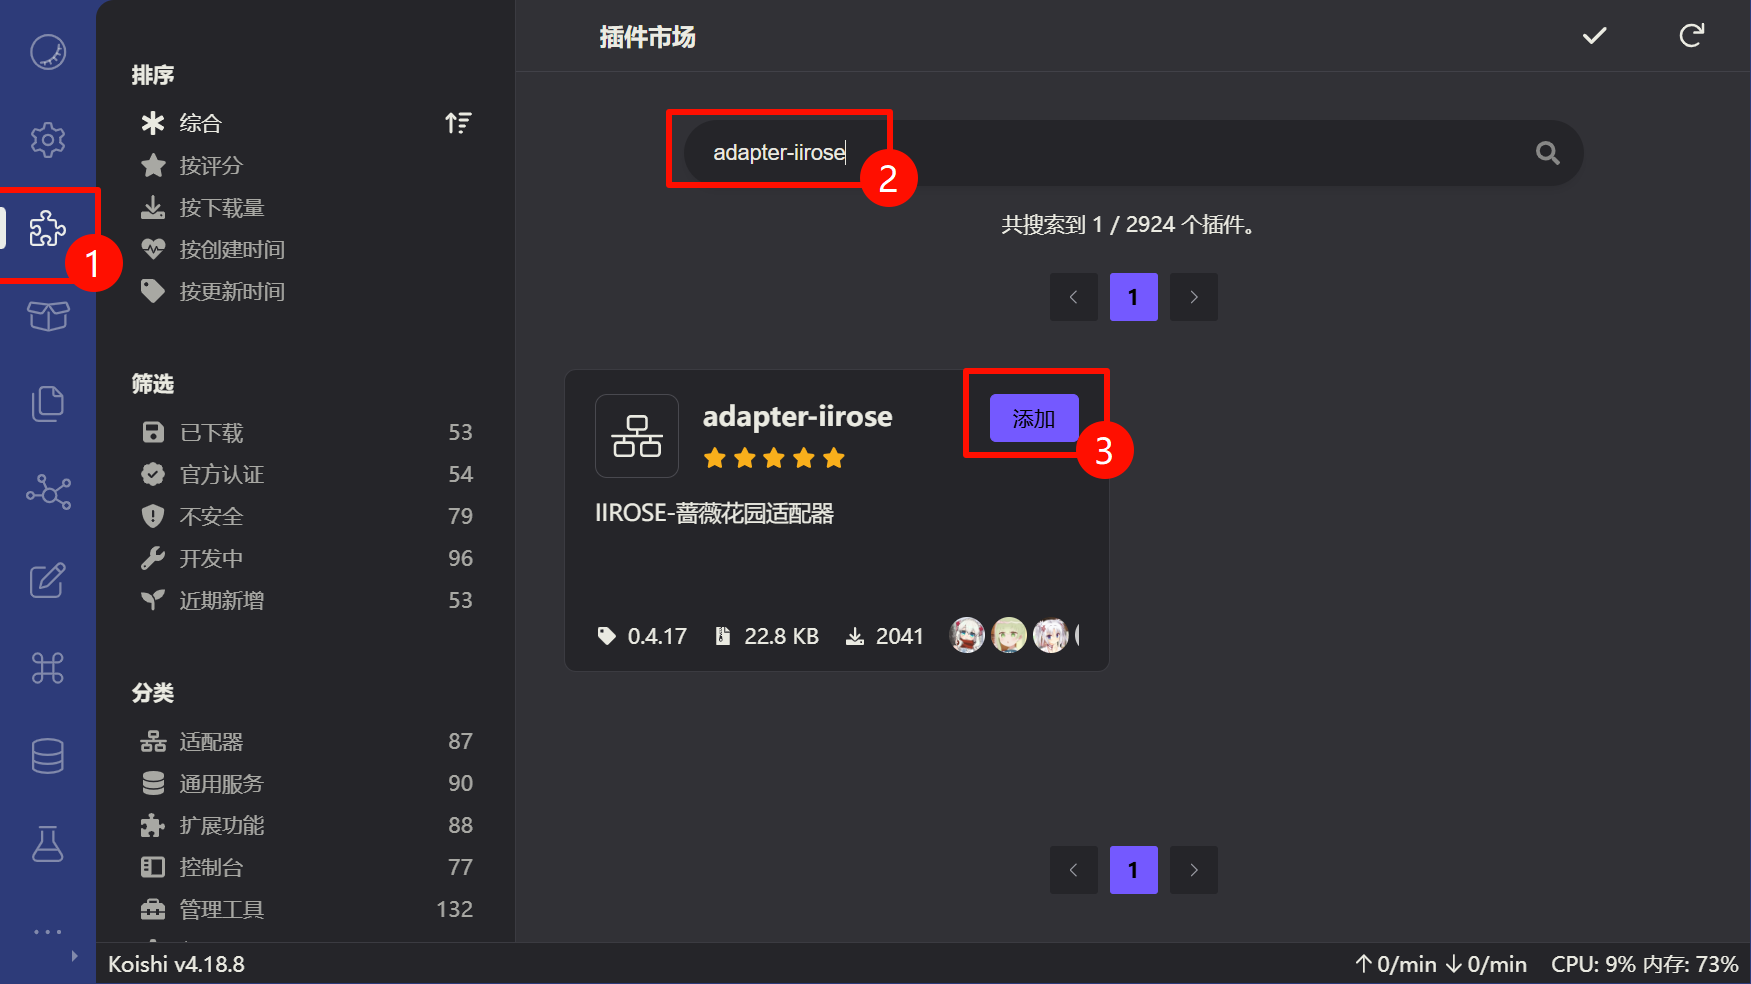 插件市场
排序
综合
按评分
按下载量
按创建时间
按更新时间
筛选
已下载 53
官方认证 54
不安全 79
开发中 96
近期新增 53
分类
适配器 87
通用服务 90
扩展功能 88
控制台 77
管理工具 132
1
adapter-iirose
2
共搜索到 1 / 2924 个插件。
1
adapter-iirose
添加
3
IIROSE-蔷薇花园适配器
0.4.17 22.8 KB 2041
1
Koishi v4.18.8
0/min 0/min CPU: 9% 内存: 73%